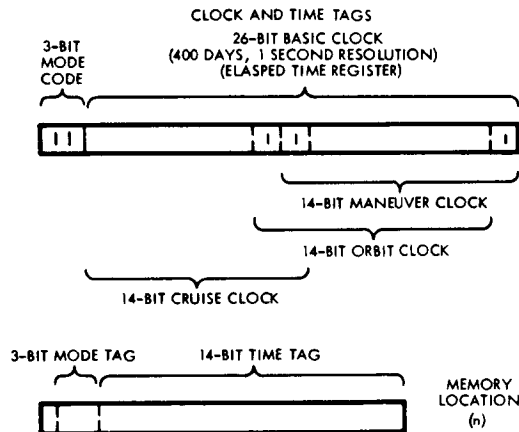 CLOCK AND TIME TAGS
3-BIT
MODE
CODE
26-BIT BASIC CLOCK
(400 DAYS, 1 SECOND RESOLUTION)
(ELASPED TIME REGISTER)
14-BIT MANEUVER CLOCK
14-BIT ORBIT CLOCK
14-BIT CRUISE CLOCK
3-BIT MODE TAG
14-BIT TIME TAG
MEMORY
LOCATION
(n)